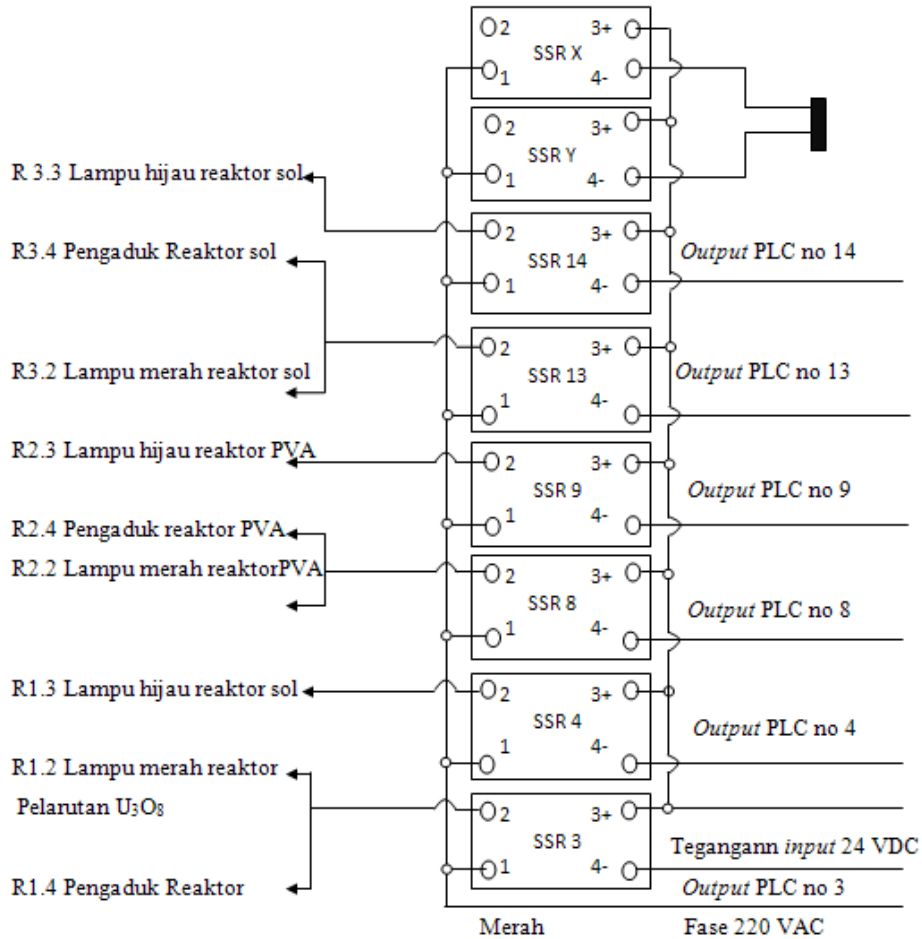 2 3+
SSR X
1 4-
2 3+
SSR Y
1 4-
R 3.3 Lampu hijau reaktor sol
2 3+
SSR 14
1 4-
R3.4 Pengaduk Reaktor sol
Output PLC no 14
2 3+
SSR 13
1 4-
R3.2 Lampu merah reaktor sol
Output PLC no 13
R2.3 Lampu hijau reaktor PVA
2 3+
SSR 9
1 4-
Output PLC no 9
R2.4 Pengaduk reaktor PVA
R2.2 Lampu merah reaktorPVA
2 3+
SSR 8
1 4-
Output PLC no 8
R1.3 Lampu hijau reaktor sol
2 3+
SSR 4
1 4-
Output PLC no 4
R1.2 Lampu merah reaktor
Pelarutan U₃O₈
2 3+
SSR 3
1 4-
Tegangann input 24 VDC
R1.4 Pengaduk Reaktor
Output PLC no 3
Merah
Fase 220 VAC